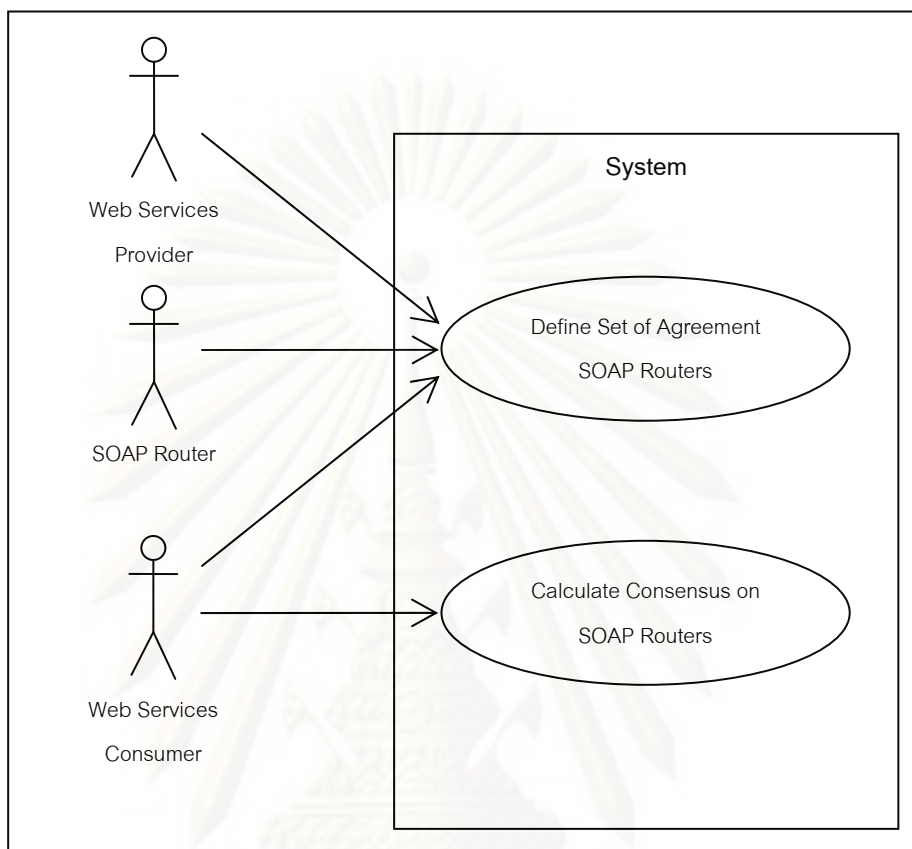 System
Web Services
Provider
Define Set of Agreement
SOAP Routers
SOAP Router
Calculate Consensus on
SOAP Routers
Web Services
Consumer